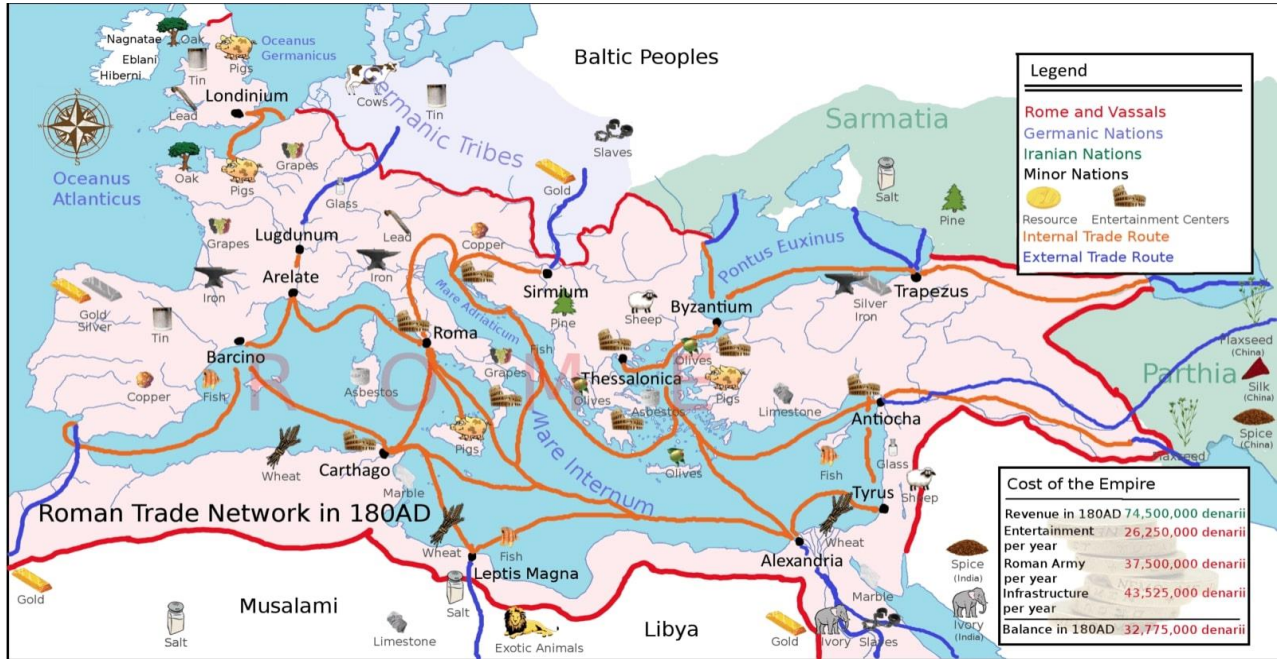 Nagnatae
Eblani
Hiberni
Oak
Tin
Pigs
Oceanus
Germanicus
Lead
Londinium
Cows
Tin
Germanic Tribes
Slaves
Gold
Baltic Peoples
Sarmatia
Salt
Pine
Oceanus
Atlanticus
Oak
Pigs
Grapes
Glass
Grapes
Lugdunum
Lead
Copper
Iron
Arelate
Iron
Sirmium
Pine
Sheep
Byzantium
Pontus Euxinus
Silver
Iron
Trapezus
Gold
Silver
Tin
Barcino
Copper
Fish
Asbestos
Roma
Mare Adriaticum
Fish
Grapes
Thessalonica
Olives
Olives
Asbestos
Pigs
Limestone
Antiocha
ROME
Parthia
Flaxseed
(China)
Silk
(China)
Spice
(China)
Flaxseed
Wheat
Carthago
Marble
Pigs
Mare Internum
Olives
Fish
Glass
Tyrus
Sheep
Wheat
Alexandria
Roman Trade Network in 180AD
Wheat
Fish
Leptis Magna
Salt
Gold
Salt
Musalami
Limestone
Exotic Animals
Libya
Gold
Ivory
Slaves
Marble
Spice
(India)
Ivory
(India)
Legend
Rome and Vassals
Germanic Nations
Iranian Nations
Minor Nations
Resource Entertainment Centers
Internal Trade Route
External Trade Route
Cost of the Empire
Revenue in 180AD 74,500,000 denarii
Entertainment 26,250,000 denarii
per year
Roman Army 37,500,000 denarii
per year
Infrastructure 43,525,000 denarii
per year
Balance in 180AD 32,775,000 denarii